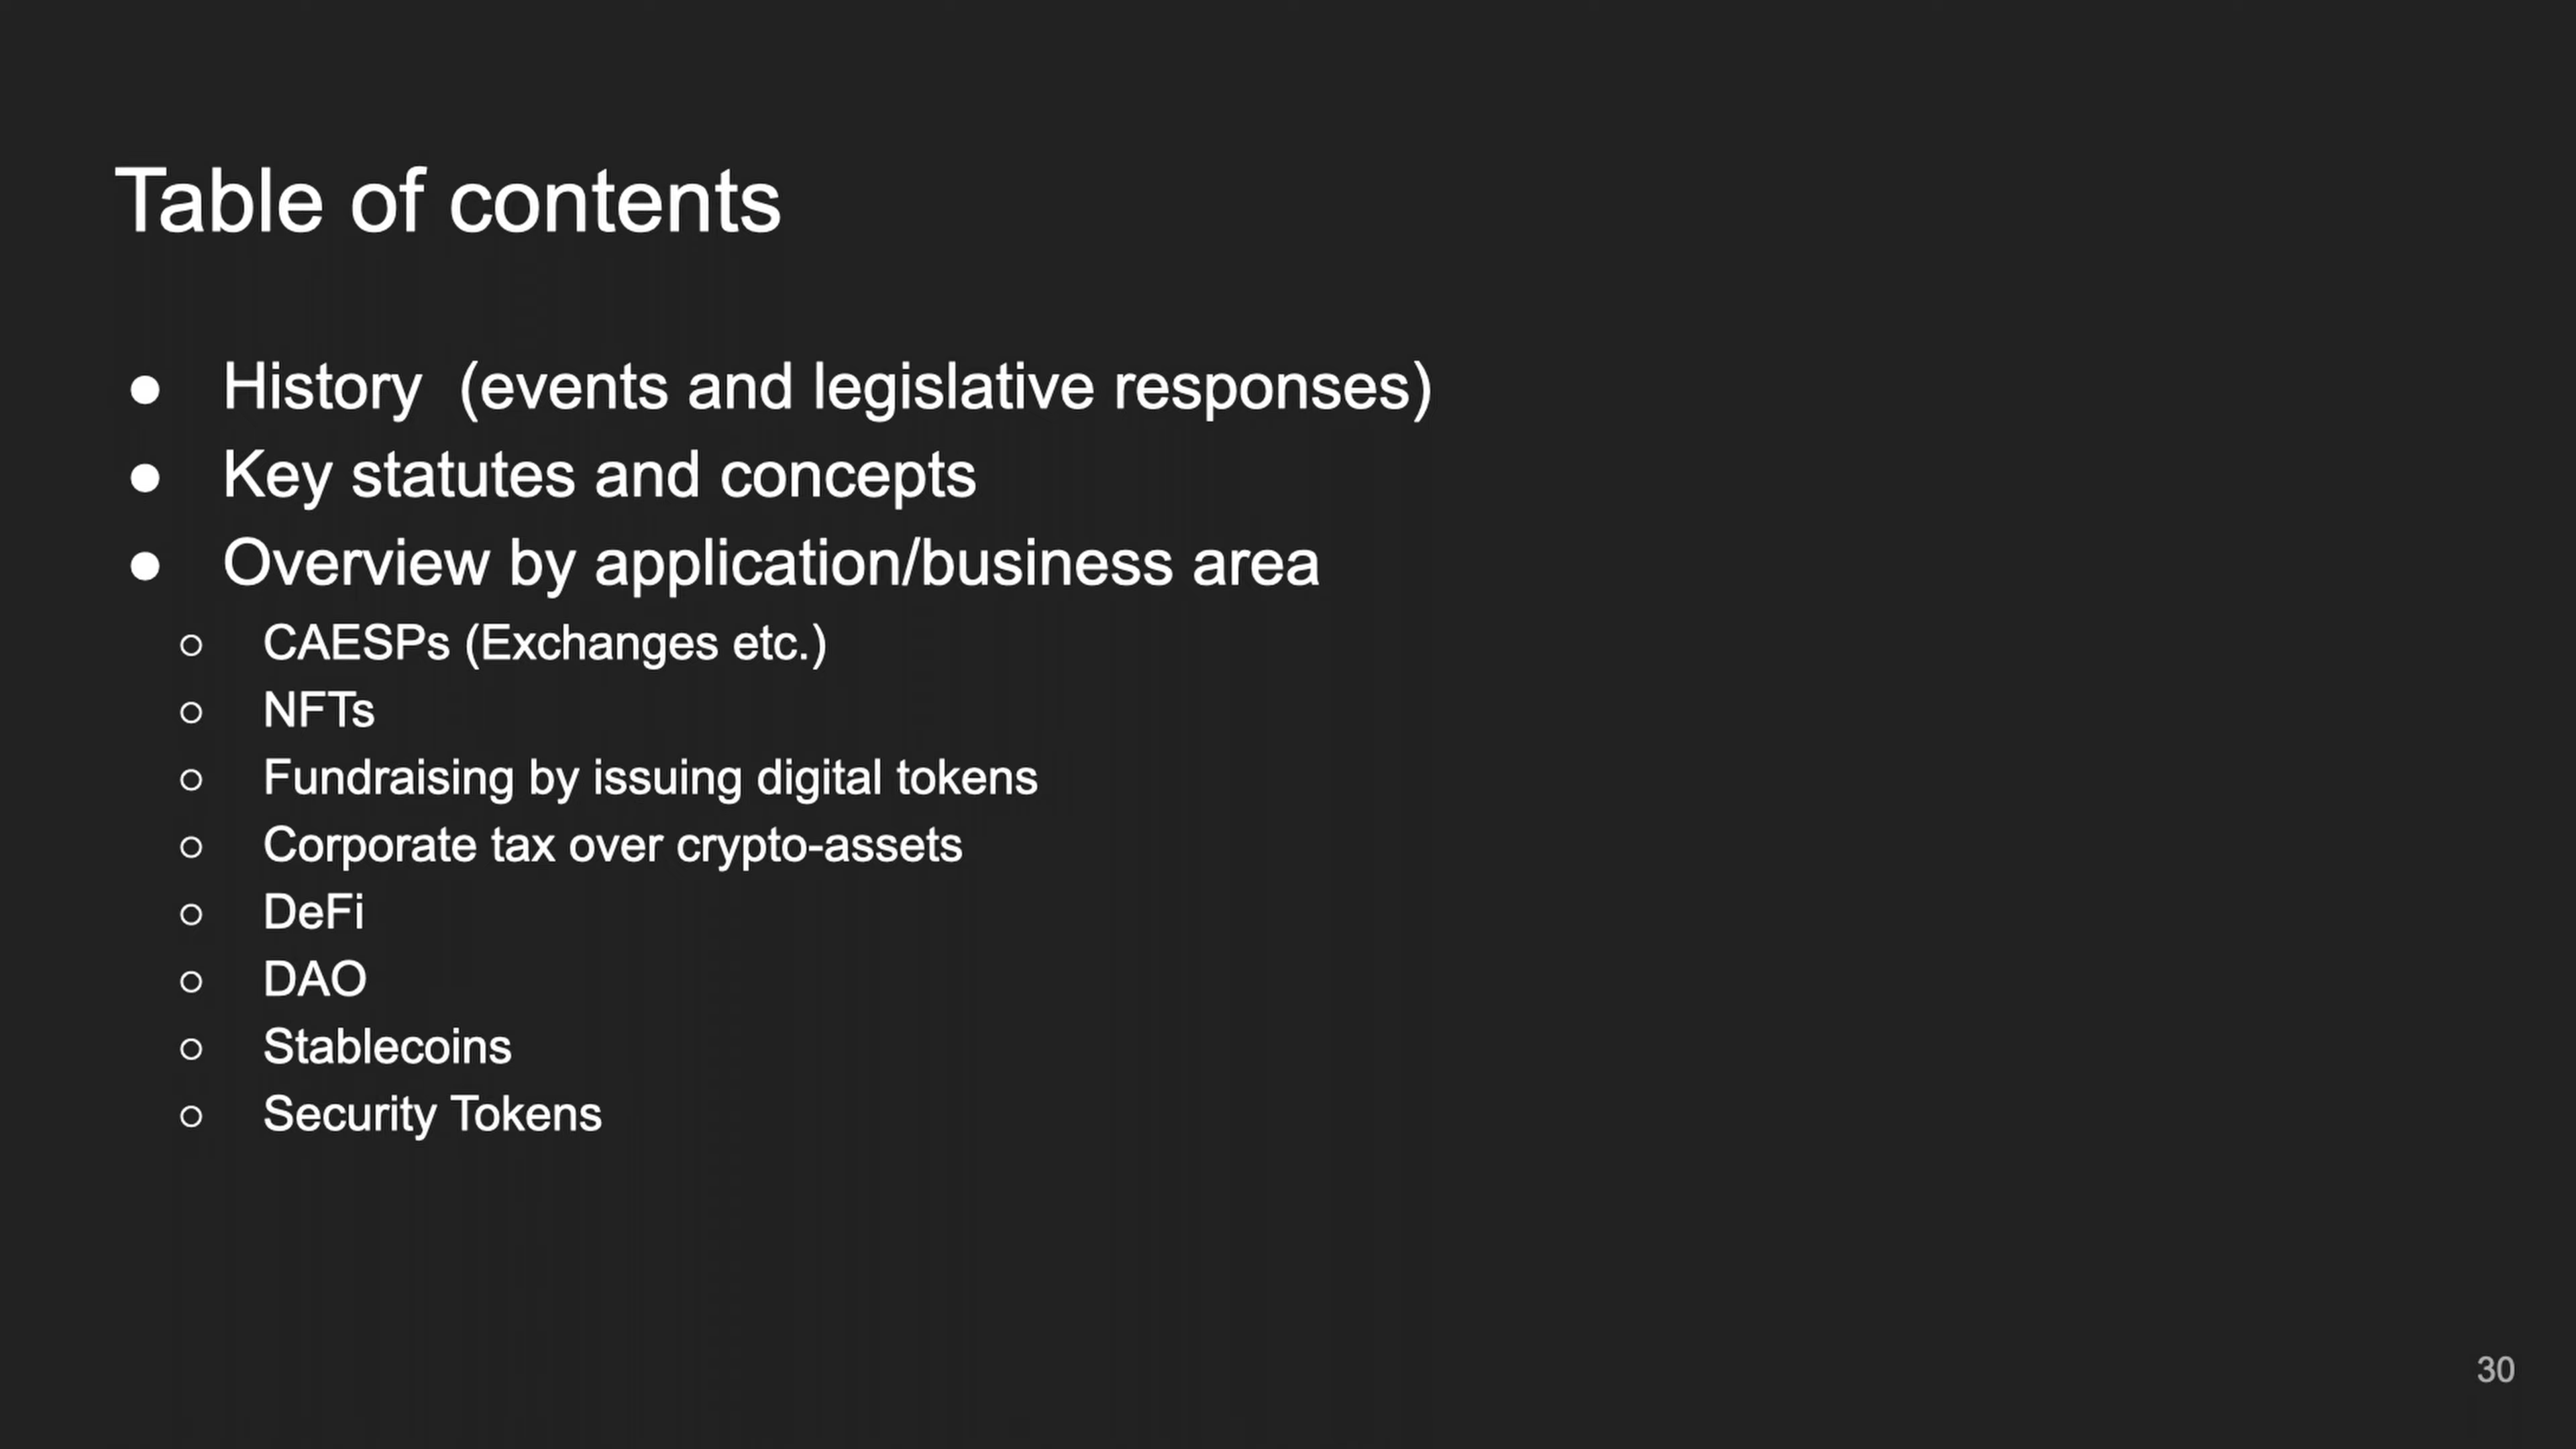 Table of contents
● History  (events and legislative responses)
● Key statutes and concepts
● Overview by application/business area
○ CAESPs (Exchanges etc.)
○ NFTs
○ Fundraising by issuing digital tokens
○ Corporate tax over crypto-assets
○ DeFi
○ DAO
○ Stablecoins
○ Security Tokens
30